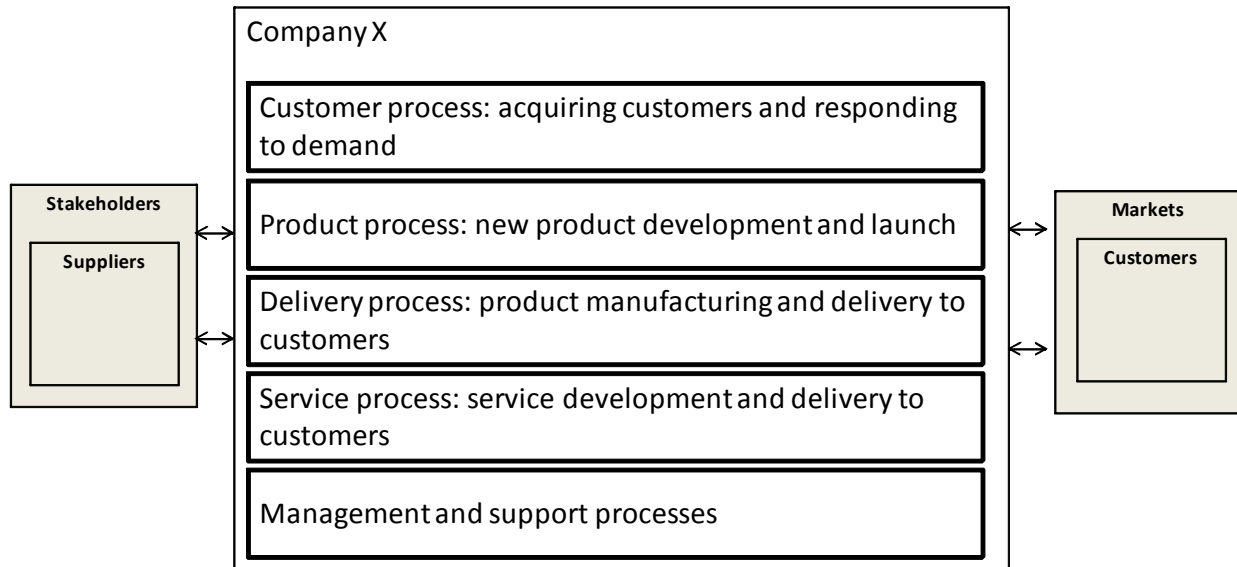 Company X
Customer process: acquiring customers and responding
to demand
Stakeholders
Suppliers
Product process: new product development and launch
Delivery process: product manufacturing and delivery to
customers
Service process: service development and delivery to
customers
Management and support processes
Markets
Customers